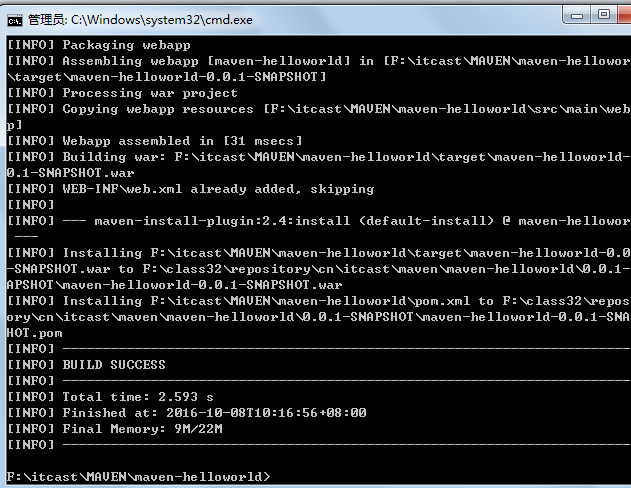 管理员: C:\Windows\system32\cmd.exe
[INFO] Packaging webapp
[INFO] Assembling webapp [maven-helloworld] in [F:\itcast\MAVEN\maven-hellowor
\target\maven-helloworld-0.0.1-SNAPSHOT]
[INFO] Processing war project
[INFO] Copying webapp resources [F:\itcast\MAVEN\maven-helloworld\src\main\web
p]
[INFO] Webapp assembled in [31 msecs]
[INFO] Building war: F:\itcast\MAVEN\maven-helloworld\target\maven-helloworld-
0.1-SNAPSHOT.war
[INFO] WEB-INF\web.xml already added, skipping
[INFO]
[INFO] --- maven-install-plugin:2.4:install (default-install) @ maven-hellowor
 ---
[INFO] Installing F:\itcast\MAVEN\maven-helloworld\target\maven-helloworld-0.0
-SNAPSHOT.war to F:\class32\repository\cn\itcast\maven\maven-helloworld\0.0.1-
APSHOT\maven-helloworld-0.0.1-SNAPSHOT.war
[INFO] Installing F:\itcast\MAVEN\maven-helloworld\pom.xml to F:\class32\repos
ory\cn\itcast\maven\maven-helloworld\0.0.1-SNAPSHOT\maven-helloworld-0.0.1-SNA
HOT.pom
[INFO] -----------------------------------------------------------------------
[INFO] BUILD SUCCESS
[INFO] -----------------------------------------------------------------------
[INFO] Total time: 2.593 s
[INFO] Finished at: 2016-10-08T10:16:56+08:00
[INFO] Final Memory: 9M/22M
[INFO] -----------------------------------------------------------------------
F:\itcast\MAVEN\maven-helloworld>